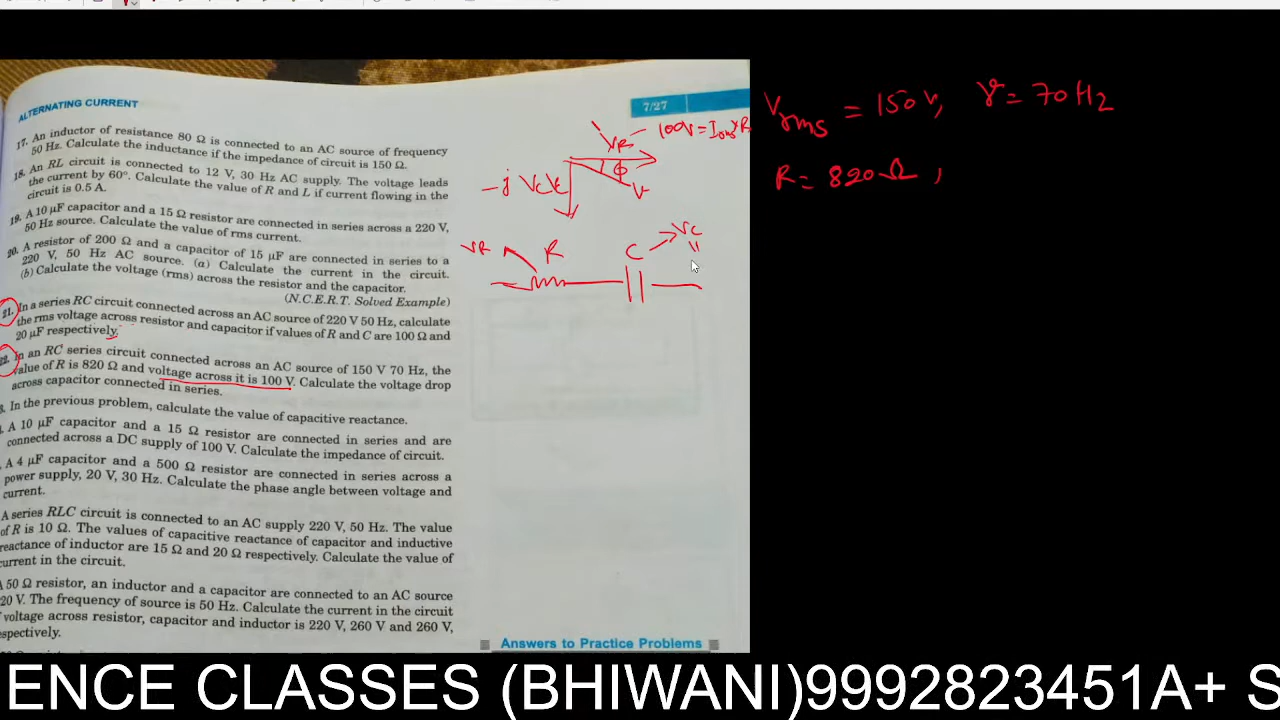 ALTERNATING CURRENT
7/27
17. An inductor of resistance 80 Ω is connected to an AC source of frequency
50 Hz. Calculate the inductance if the impedance of circuit is 150 Ω.
18. An RL circuit is connected to 12 V, 30 Hz AC supply. The voltage leads
the current by 60°. Calculate the value of R and L if current flowing in the
circuit is 0.5 A.
19. A 10 μF capacitor and a 15 Ω resistor are connected in series across a 220 V,
50 Hz source. Calculate the value of rms current.
20. A resistor of 200 Ω and a capacitor of 15 μF are connected in series to a
220 V, 50 Hz AC source. (a) Calculate the current in the circuit.
(b) Calculate the voltage (rms) across the resistor and the capacitor.
(N.C.E.R.T. Solved Example)
21. In a series RC circuit connected across an AC source of 220 V 50 Hz, calculate
the rms voltage across resistor and capacitor if values of R and C are 100 Ω and
20 μF respectively.
22. In an RC series circuit connected across an AC source of 150 V 70 Hz, the
value of R is 820 Ω and voltage across it is 100 V. Calculate the voltage drop
across capacitor connected in series.
3. In the previous problem, calculate the value of capacitive reactance.
. A 10 μF capacitor and a 15 Ω resistor are connected in series and are
connected across a DC supply of 100 V. Calculate the impedance of circuit.
A 4 μF capacitor and a 500 Ω resistor are connected in series across a
power supply, 20 V, 30 Hz. Calculate the phase angle between voltage and
current.
A series RLC circuit is connected to an AC supply 220 V, 50 Hz. The value
of R is 10 Ω. The values of capacitive reactance of capacitor and inductive
reactance of inductor are 15 Ω and 20 Ω respectively. Calculate the value of
current in the circuit.
A 50 Ω resistor, an inductor and a capacitor are connected to an AC source
20 V. The frequency of source is 50 Hz. Calculate the current in the circuit
voltage across resistor, capacitor and inductor is 220 V, 260 V and 260 V,
spectively.
Answers to Practice Problems
VR 100V = Irms×R
ϕ
-j VC
V
VR
R
C
VC
Vrms = 150 V, ν = 70 Hz
R = 820 Ω,
ENCE CLASSES (BHIWANI)9992823451A+ S